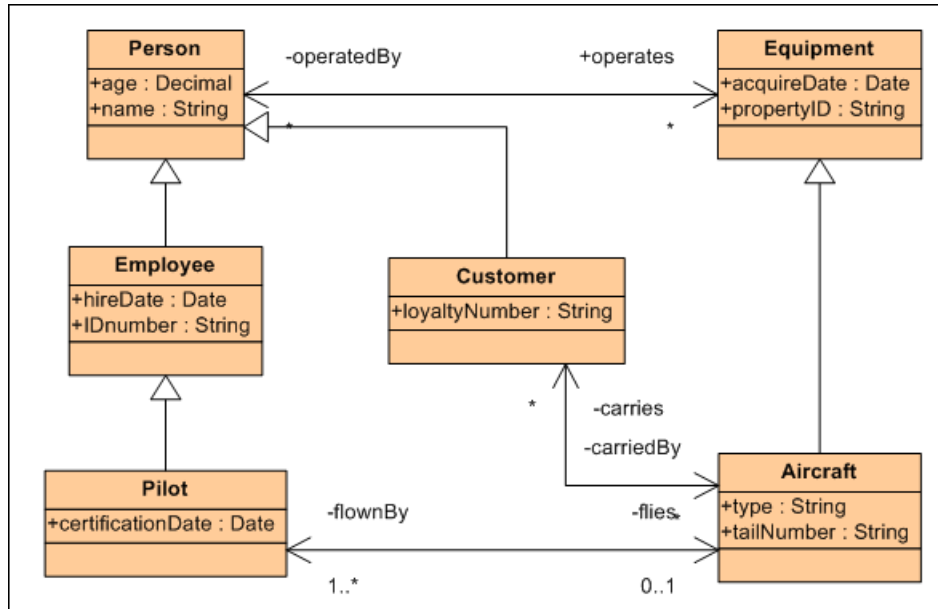 Person
+age : Decimal
+name : String
-operatedBy
+operates
*
*
Equipment
+acquireDate : Date
+propertyID : String
Employee
+hireDate : Date
+IDnumber : String
Customer
+loyaltyNumber : String
*
-carries
-carriedBy
Pilot
+certificationDate : Date
-flownBy
-flies
*
1..*
0..1
Aircraft
+type : String
+tailNumber : String